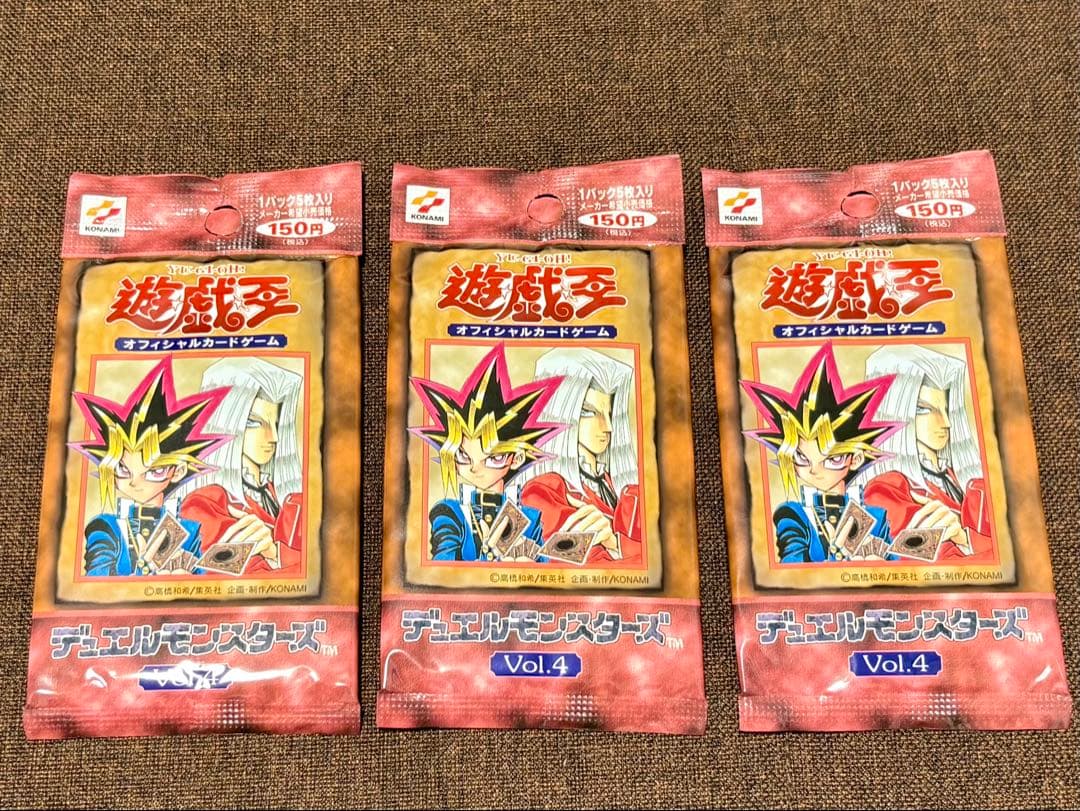 KONAMI
1パック5枚入り
メーカー希望小売価格
150円
(税込)
YU-GI-OH!
遊戯王
オフィシャルカードゲーム
©高橋和希/集英社 企画・制作/KONAMI
デュエルモンスターズ™
Vol.4
KONAMI
1パック5枚入り
メーカー希望小売価格
150円
(税込)
YU-GI-OH!
遊戯王
オフィシャルカードゲーム
©高橋和希/集英社 企画・制作/KONAMI
デュエルモンスターズ™
Vol.4
KONAMI
1パック5枚入り
メーカー希望小売価格
150円
(税込)
YU-GI-OH!
遊戯王
オフィシャルカードゲーム
©高橋和希/集英社 企画・制作/KONAMI
デュエルモンスターズ™
Vol.4